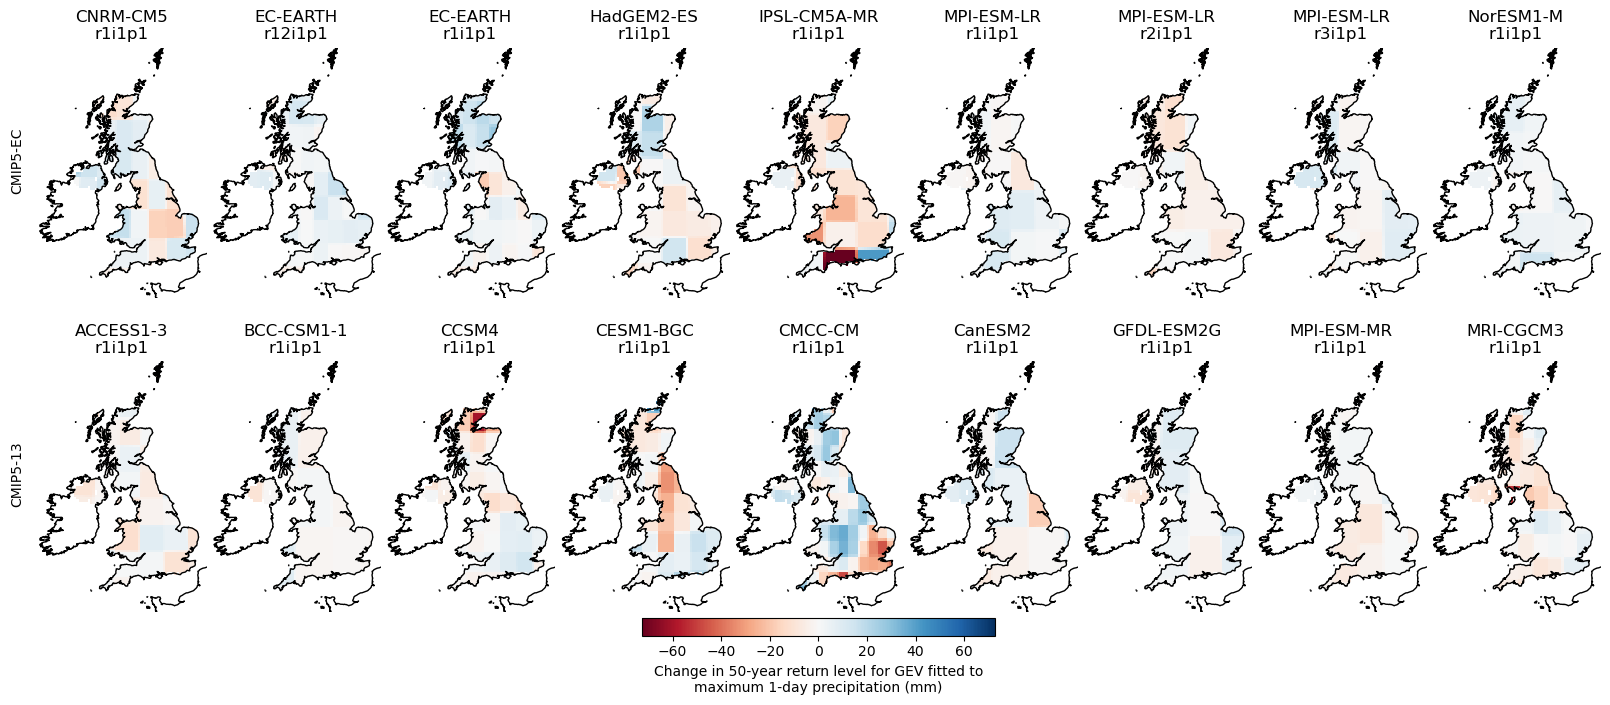 CNRM-CM5
r1i1p1
EC-EARTH
r12i1p1
EC-EARTH
r1i1p1
HadGEM2-ES
r1i1p1
IPSL-CM5A-MR
r1i1p1
MPI-ESM-LR
r1i1p1
MPI-ESM-LR
r2i1p1
MPI-ESM-LR
r3i1p1
NorESM1-M
r1i1p1
CMIP5-EC
ACCESS1-3
r1i1p1
BCC-CSM1-1
r1i1p1
CCSM4
r1i1p1
CESM1-BGC
r1i1p1
CMCC-CM
r1i1p1
CanESM2
r1i1p1
GFDL-ESM2G
r1i1p1
MPI-ESM-MR
r1i1p1
MRI-CGCM3
r1i1p1
CMIP5-13
−60 −40 −20 0 20 40 60
Change in 50-year return level for GEV fitted to
maximum 1-day precipitation (mm)